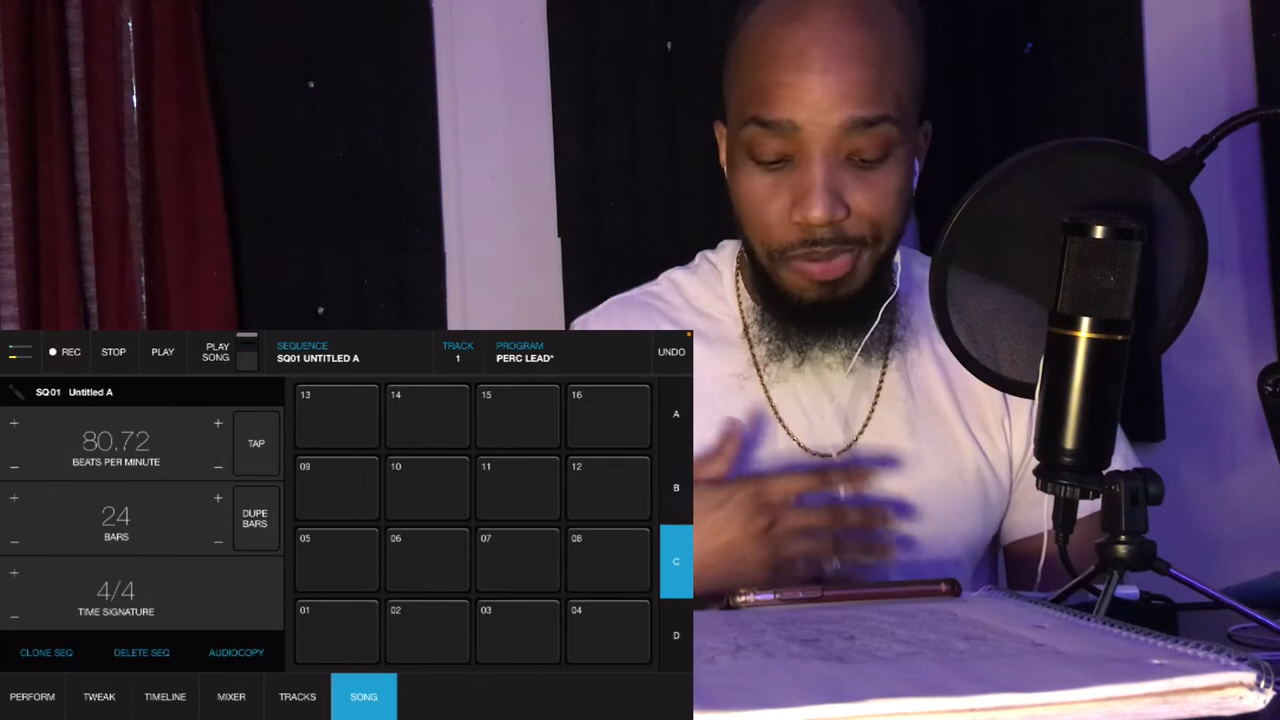 REC
STOP
PLAY
PLAY SONG
SEQUENCE
SQ01 UNTITLED A
TRACK
1
PROGRAM
PERC LEAD*
UNDO
SQ01 Untitled A
+ +
80.72
BEATS PER MINUTE
- -
TAP
+ +
24
BARS
- -
DUPE BARS
+
4/4
TIME SIGNATURE
-
CLONE SEQ DELETE SEQ AUDIOCOPY
13 14 15 16
09 10 11 12
05 06 07 08
01 02 03 04
A
B
C
D
PERFORM TWEAK TIMELINE MIXER TRACKS SONG